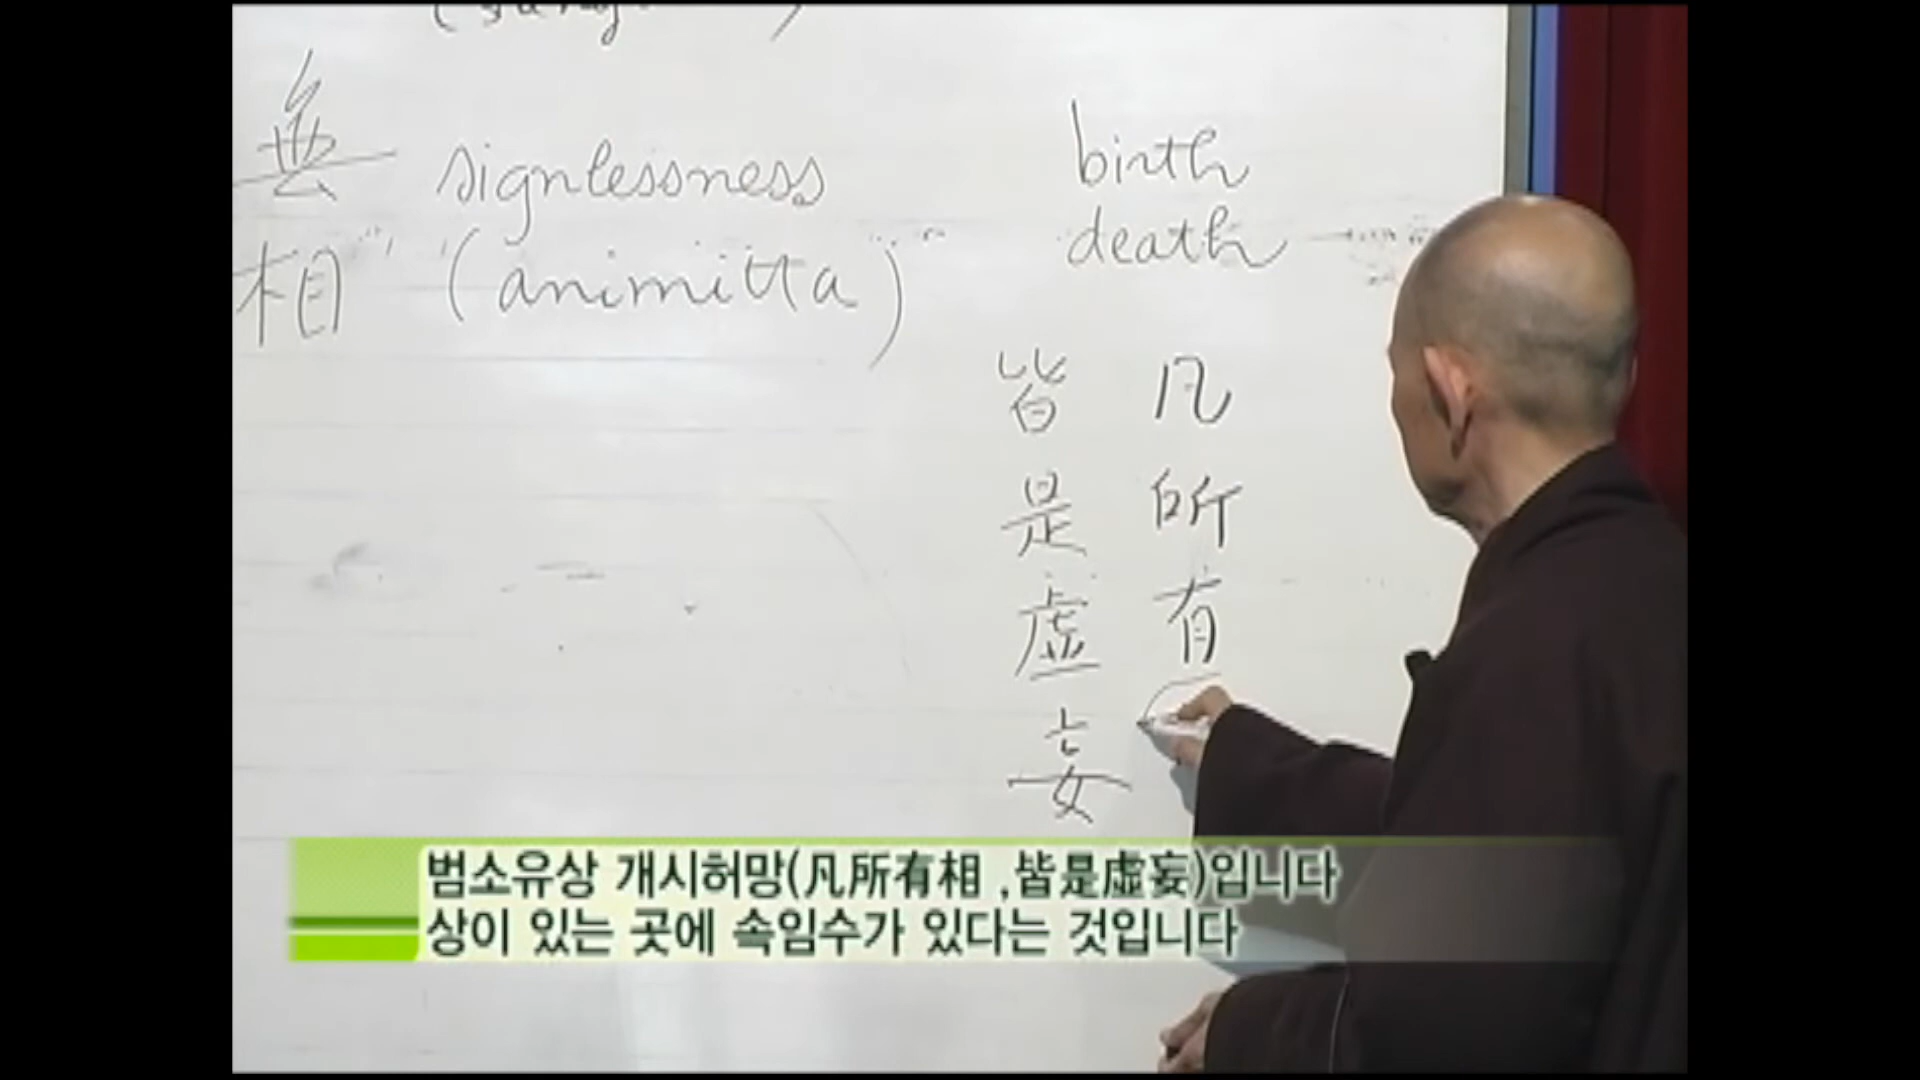 無
相
signlessness
(animitta)
birth
death
凡所有
皆是虛妄
범소유상 개시허망(凡所有相 ,皆是虛妄)입니다
상이 있는 곳에 속임수가 있다는 것입니다